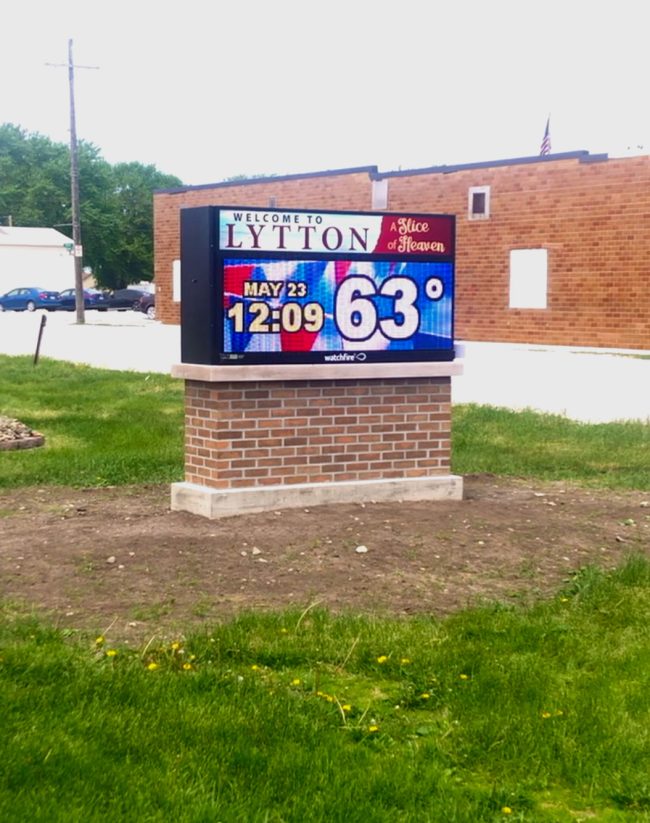 WELCOME TO
LYTTON
A Slice
of Heaven
MAY 23
12:09
63°
watchfire